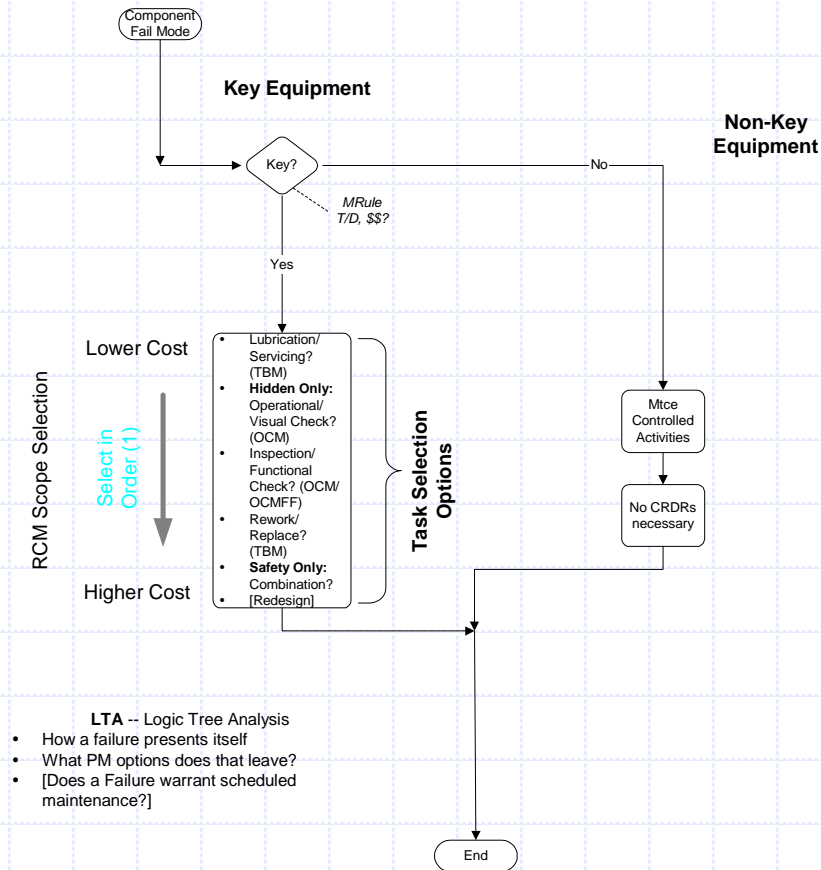 Component
Fail Mode
Key Equipment
Non-Key
Equipment
Key?
No
MRule
T/D, $$?
Yes
Lower Cost
RCM Scope Selection
Select in
Order (1)
Higher Cost
• Lubrication/
Servicing?
(TBM)
• Hidden Only:
Operational/
Visual Check?
(OCM)
• Inspection/
Functional
Check? (OCM/
OCMFF)
• Rework/
Replace?
(TBM)
• Safety Only:
Combination?
• [Redesign]
Task Selection
Options
Mtce
Controlled
Activities
No CRDRs
necessary
LTA -- Logic Tree Analysis
• How a failure presents itself
• What PM options does that leave?
• [Does a Failure warrant scheduled
maintenance?]
End